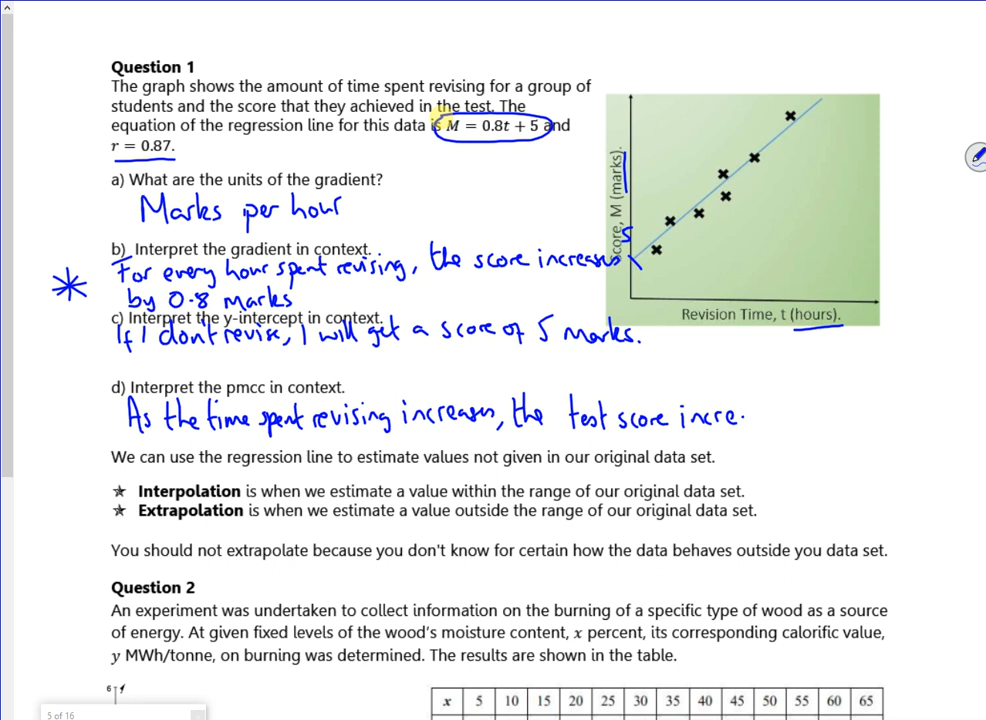 Question 1
The graph shows the amount of time spent revising for a group of
students and the score that they achieved in the test. The
equation of the regression line for this data is M = 0.8t + 5 and
r = 0.87.
a) What are the units of the gradient?
Marks per hour
b) Interpret the gradient in context.
For every hour spent revising, the score increases
by 0.8 marks
c) Interpret the y-intercept in context.
If I don't revise, I will get a score of 5 marks.
d) Interpret the pmcc in context.
As the time spent revising increases, the test score incre.
Score, M (marks).
5
Revision Time, t (hours).
We can use the regression line to estimate values not given in our original data set.
Interpolation is when we estimate a value within the range of our original data set.
Extrapolation is when we estimate a value outside the range of our original data set.
You should not extrapolate because you don't know for certain how the data behaves outside you data set.
Question 2
An experiment was undertaken to collect information on the burning of a specific type of wood as a source
of energy. At given fixed levels of the wood's moisture content, x percent, its corresponding calorific value,
y MWh/tonne, on burning was determined. The results are shown in the table.
6 y
x 5 10 15 20 25 30 35 40 45 50 55 60 65
5 of 16